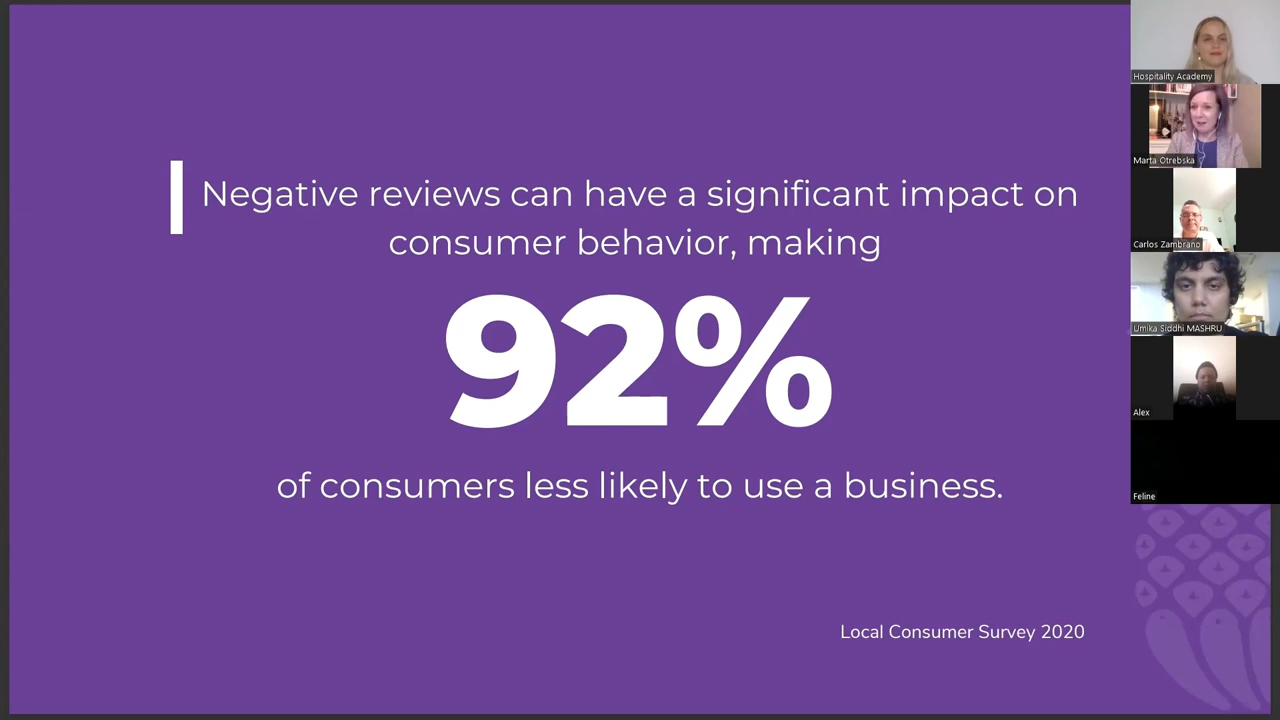 Negative reviews can have a significant impact on
consumer behavior, making
92%
of consumers less likely to use a business.
Local Consumer Survey 2020
Hospitality Academy
Marta Otrebska
Carlos Zambrano
Umika Siddhi MASHRU
Alex
Feline